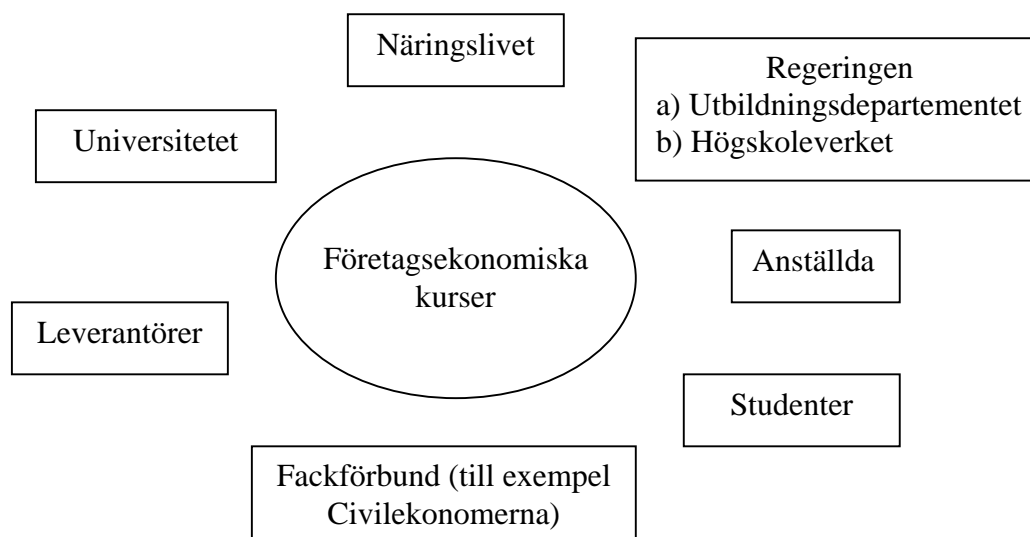 Näringslivet
Regeringen
a) Utbildningsdepartementet
b) Högskoleverket
Universitetet
Företagsekonomiska
kurser
Anställda
Leverantörer
Studenter
Fackförbund (till exempel
Civilekonomerna)